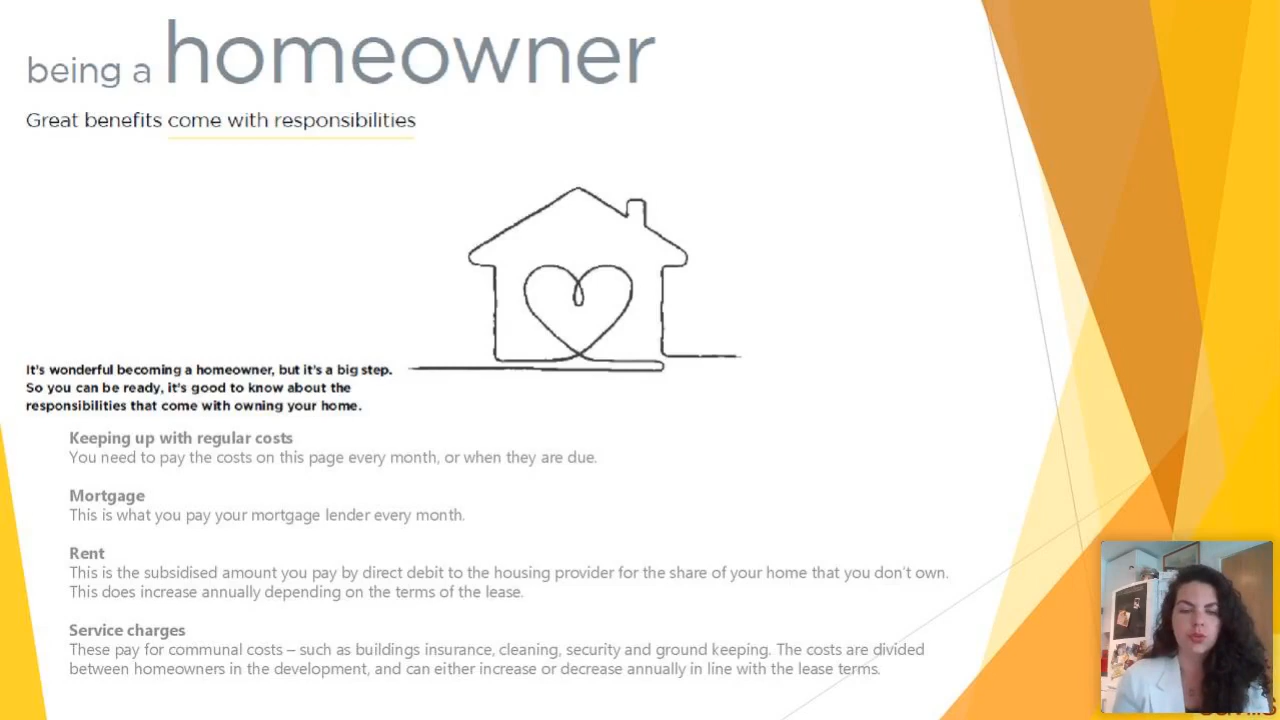 being a homeowner
Great benefits come with responsibilities
It's wonderful becoming a homeowner, but it's a big step.
So you can be ready, it's good to know about the
responsibilities that come with owning your home.
Keeping up with regular costs
You need to pay the costs on this page every month, or when they are due.
Mortgage
This is what you pay your mortgage lender every month.
Rent
This is the subsidised amount you pay by direct debit to the housing provider for the share of your home that you don't own.
This does increase annually depending on the terms of the lease.
Service charges
These pay for communal costs – such as buildings insurance, cleaning, security and ground keeping. The costs are divided
between homeowners in the development, and can either increase or decrease annually in line with the lease terms.